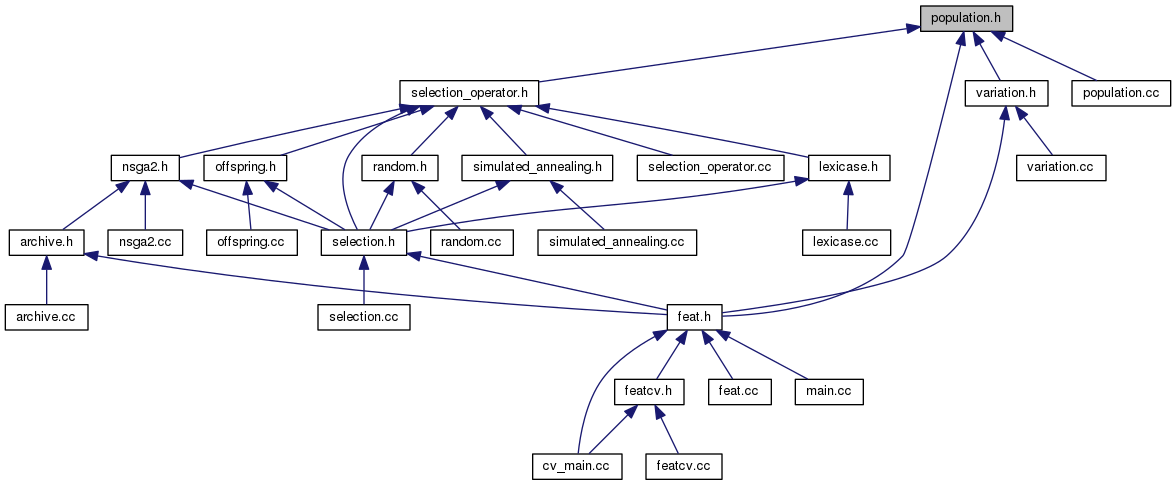 population.h
selection_operator.h
variation.h
population.cc
nsga2.h
offspring.h
random.h
simulated_annealing.h
selection_operator.cc
lexicase.h
variation.cc
archive.h
nsga2.cc
offspring.cc
selection.h
random.cc
simulated_annealing.cc
lexicase.cc
archive.cc
selection.cc
feat.h
featcv.h
feat.cc
main.cc
cv_main.cc
featcv.cc